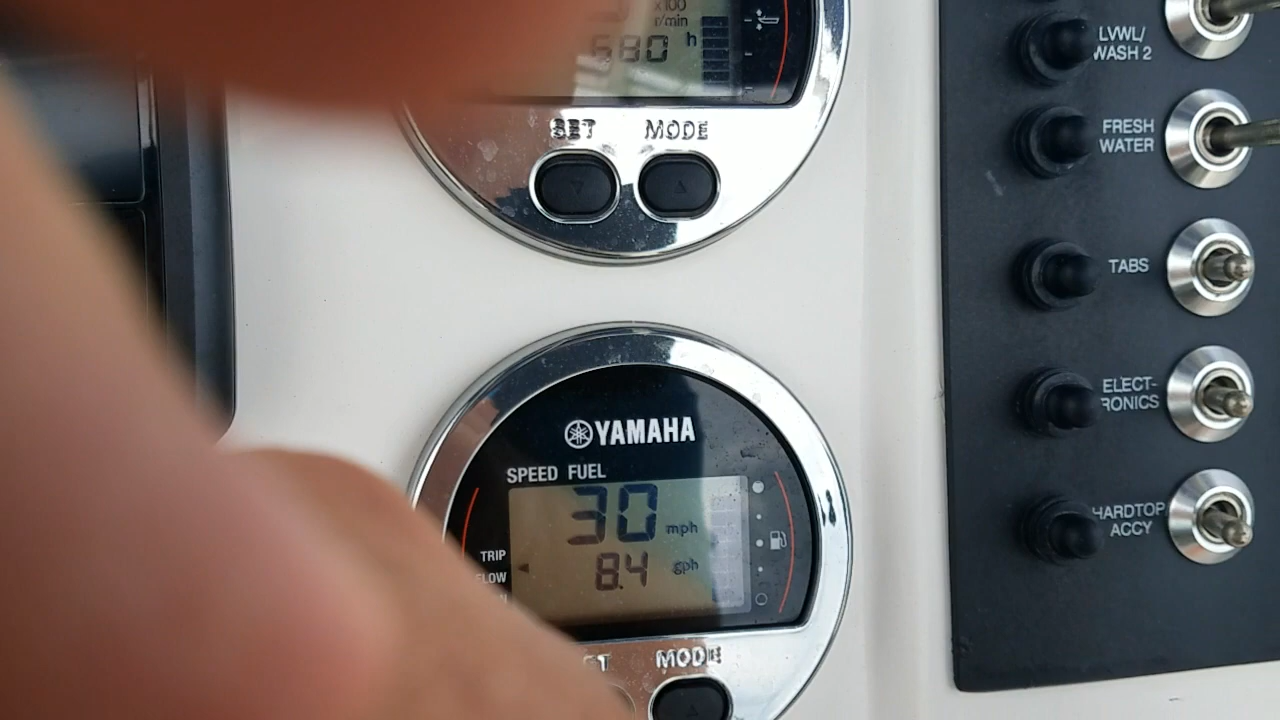 x100
r/min
680 h
SET MODE
LVWL/
WASH 2
FRESH
WATER
TABS
ELECT-
RONICS
HARDTOP
ACCY
YAMAHA
SPEED FUEL
30 mph
TRIP
8.4 gph
MODE